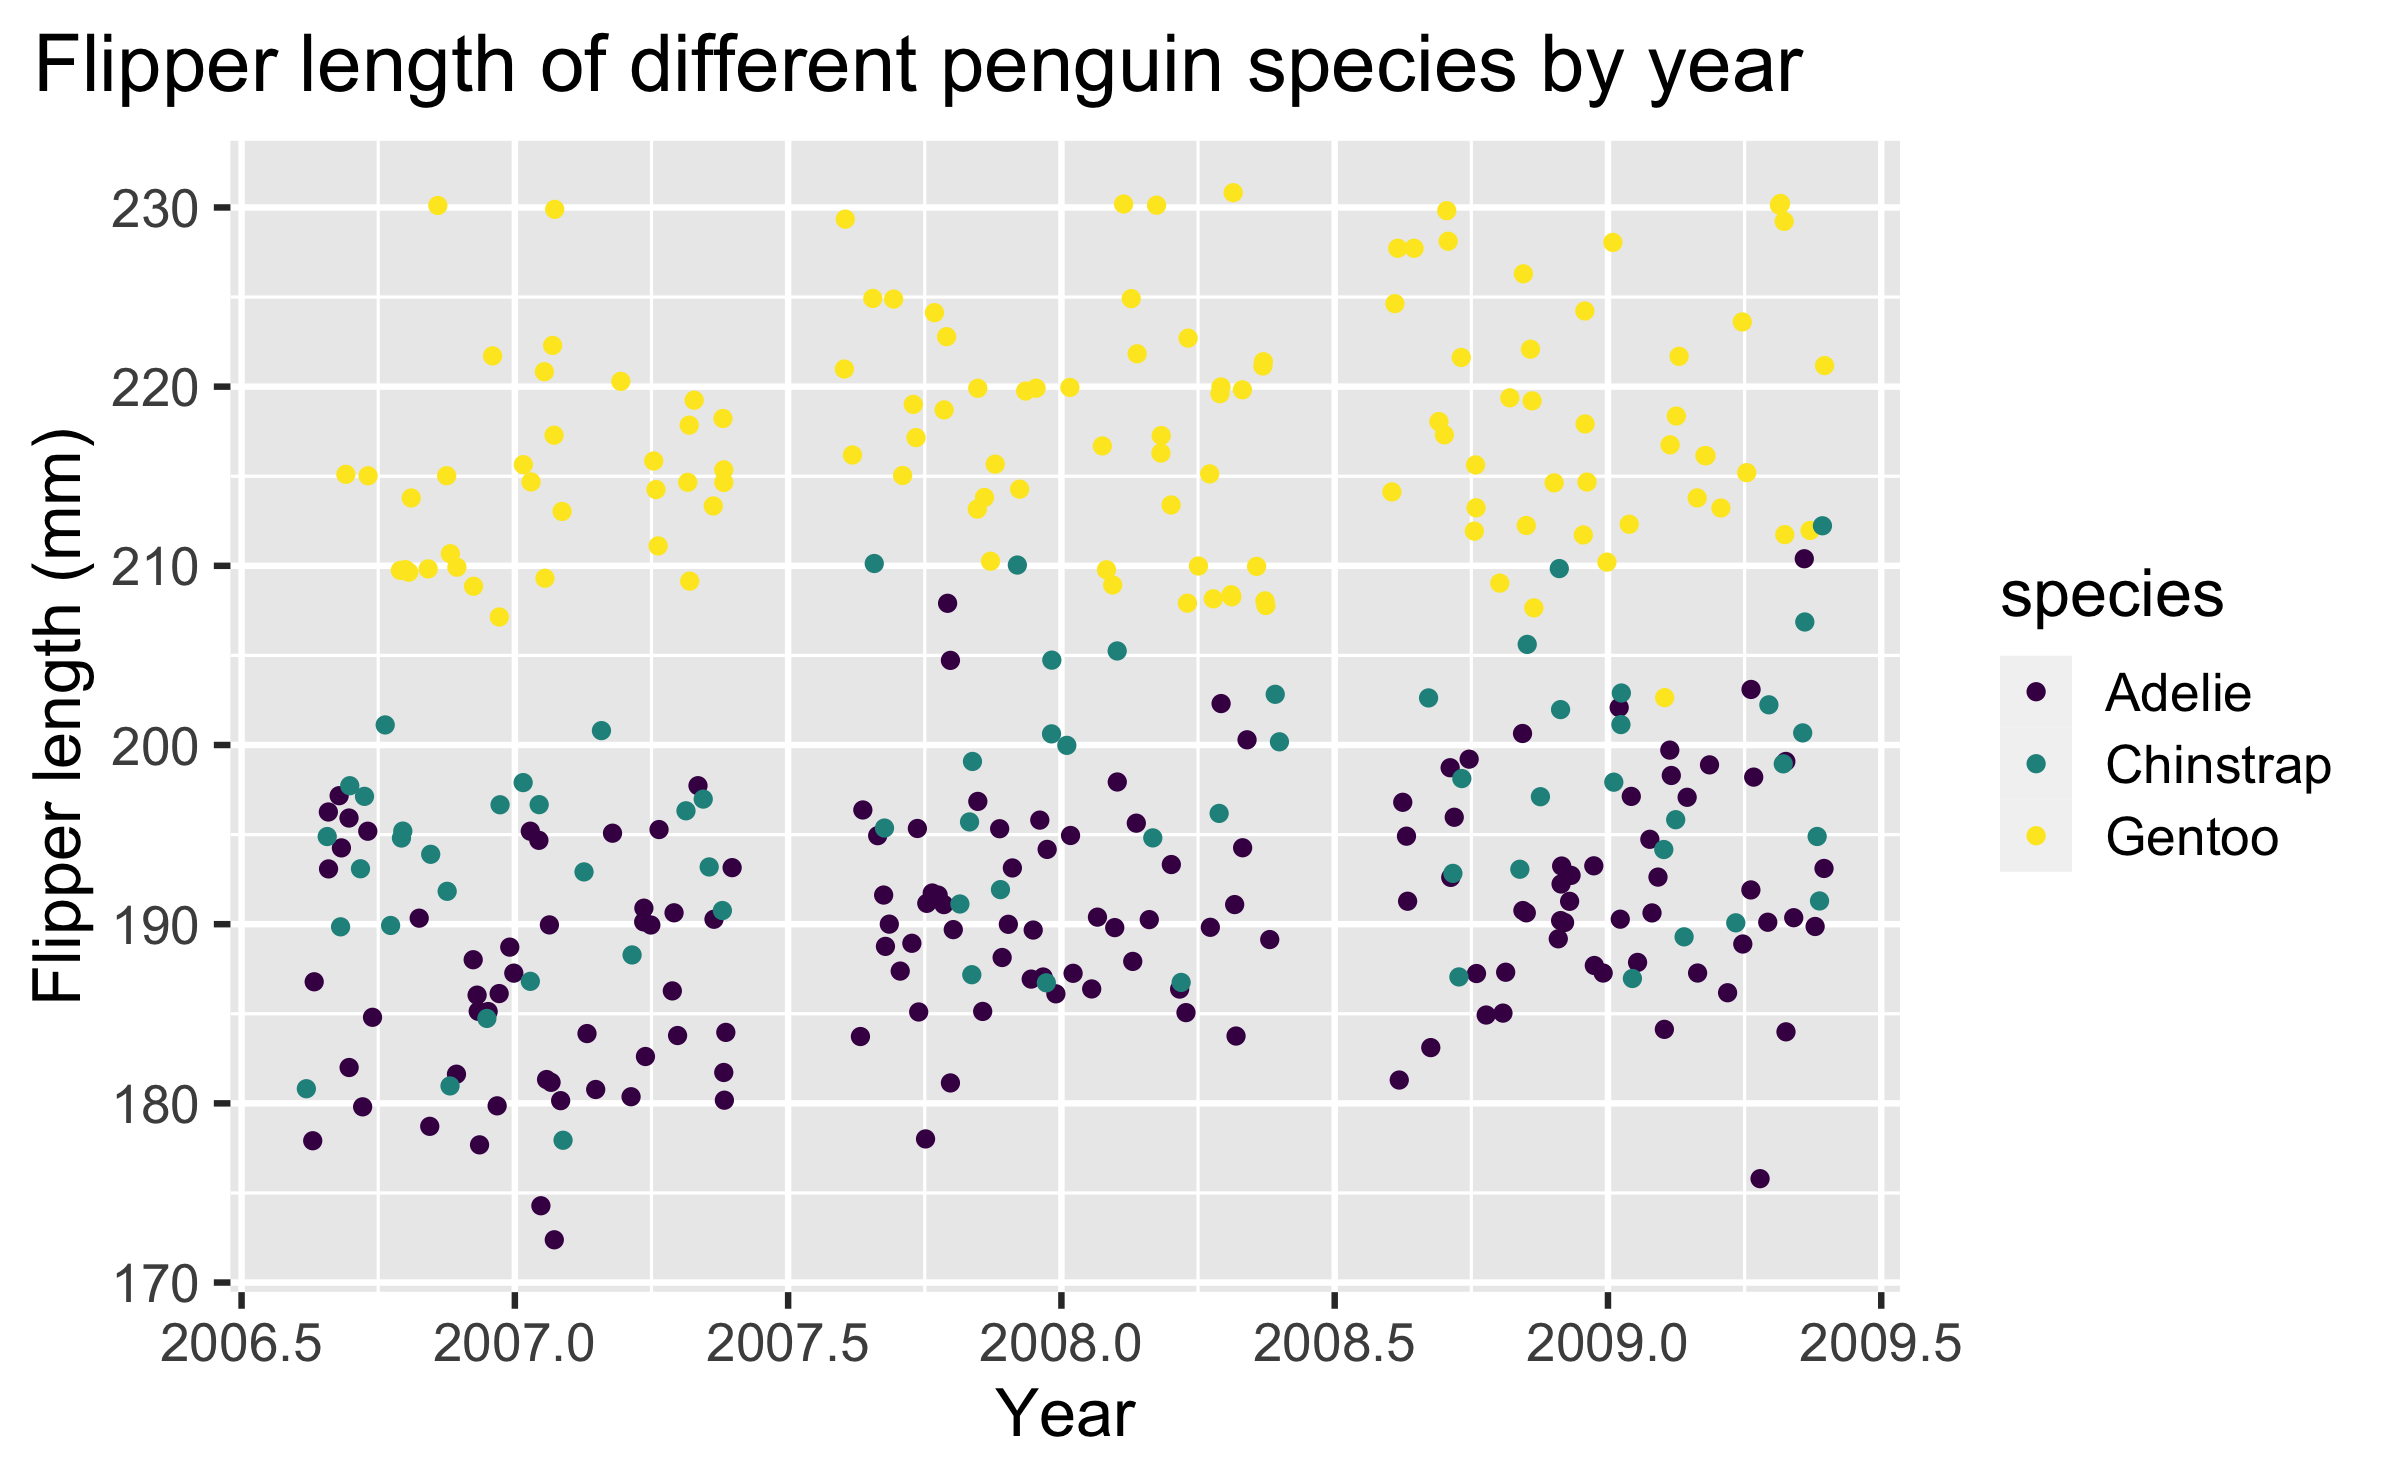 Flipper length of different penguin species by year
Flipper length (mm)
230
220
210
200
190
180
170
2006.5 2007.0 2007.5 2008.0 2008.5 2009.0 2009.5
Year
species
Adelie
Chinstrap
Gentoo